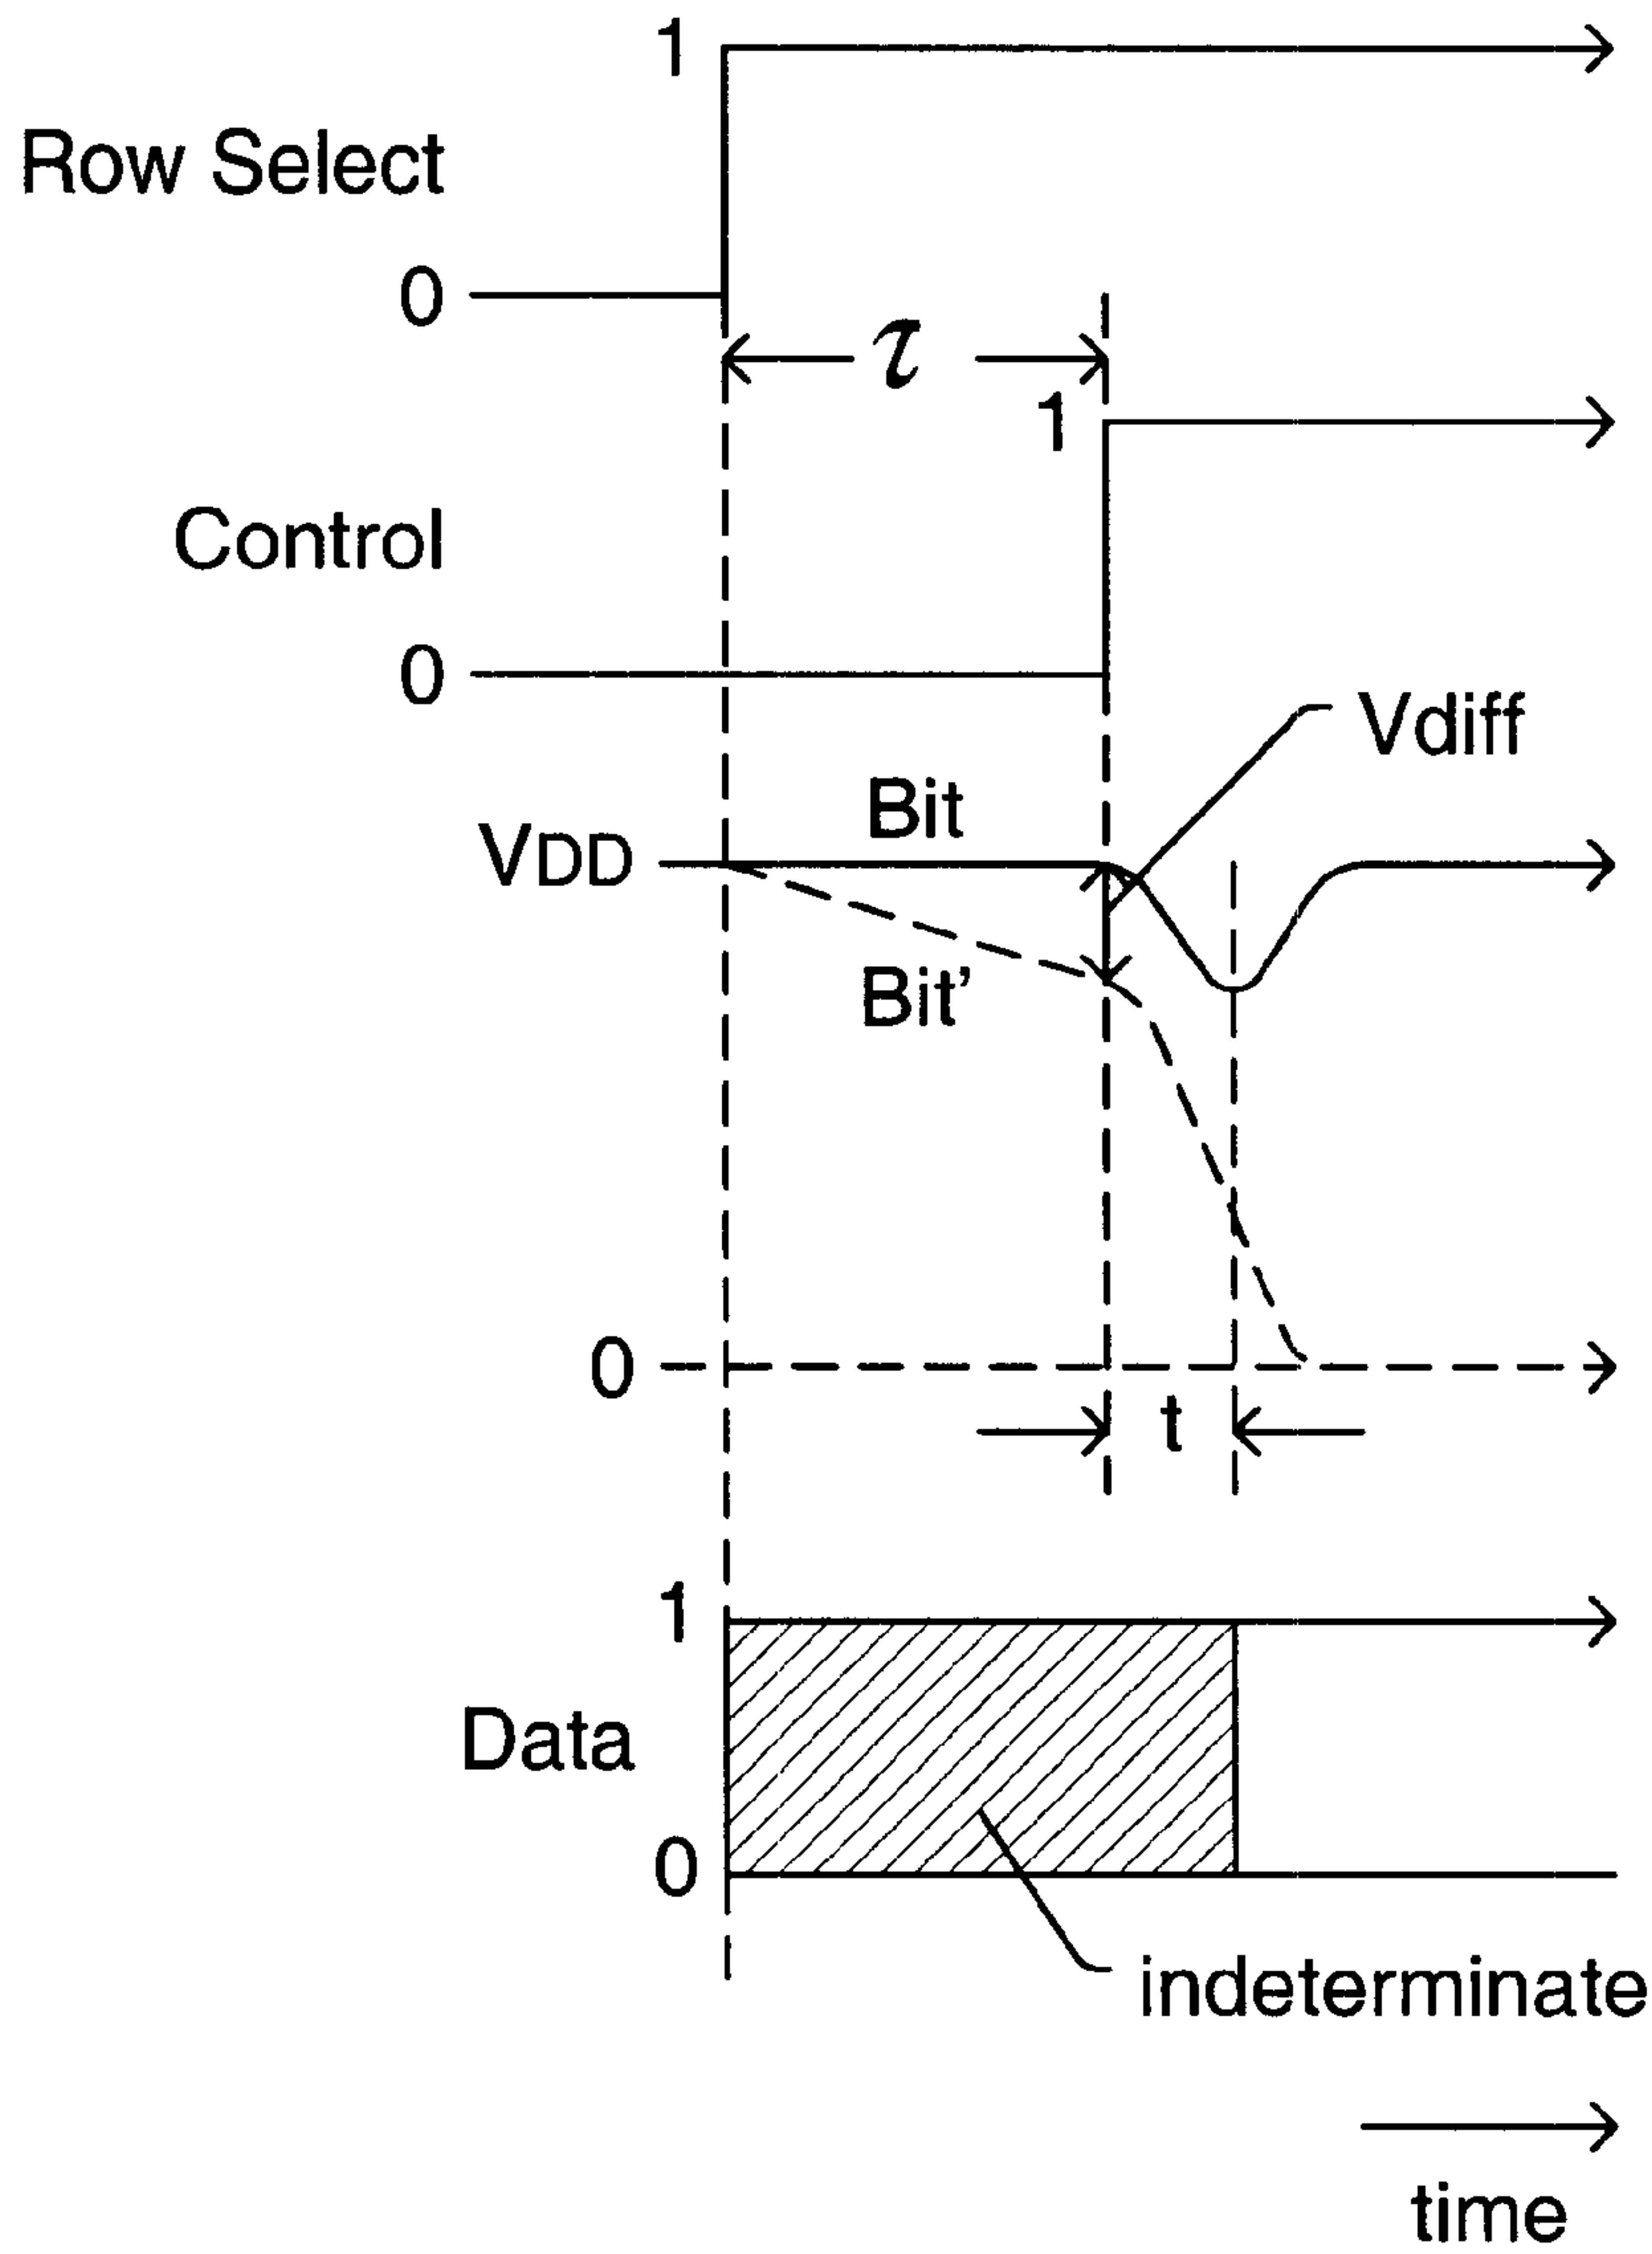 1
Row Select
0
τ
1
Control
0
Vdiff
Bit
VDD
Bit'
0
t
1
Data
0
indeterminate
time